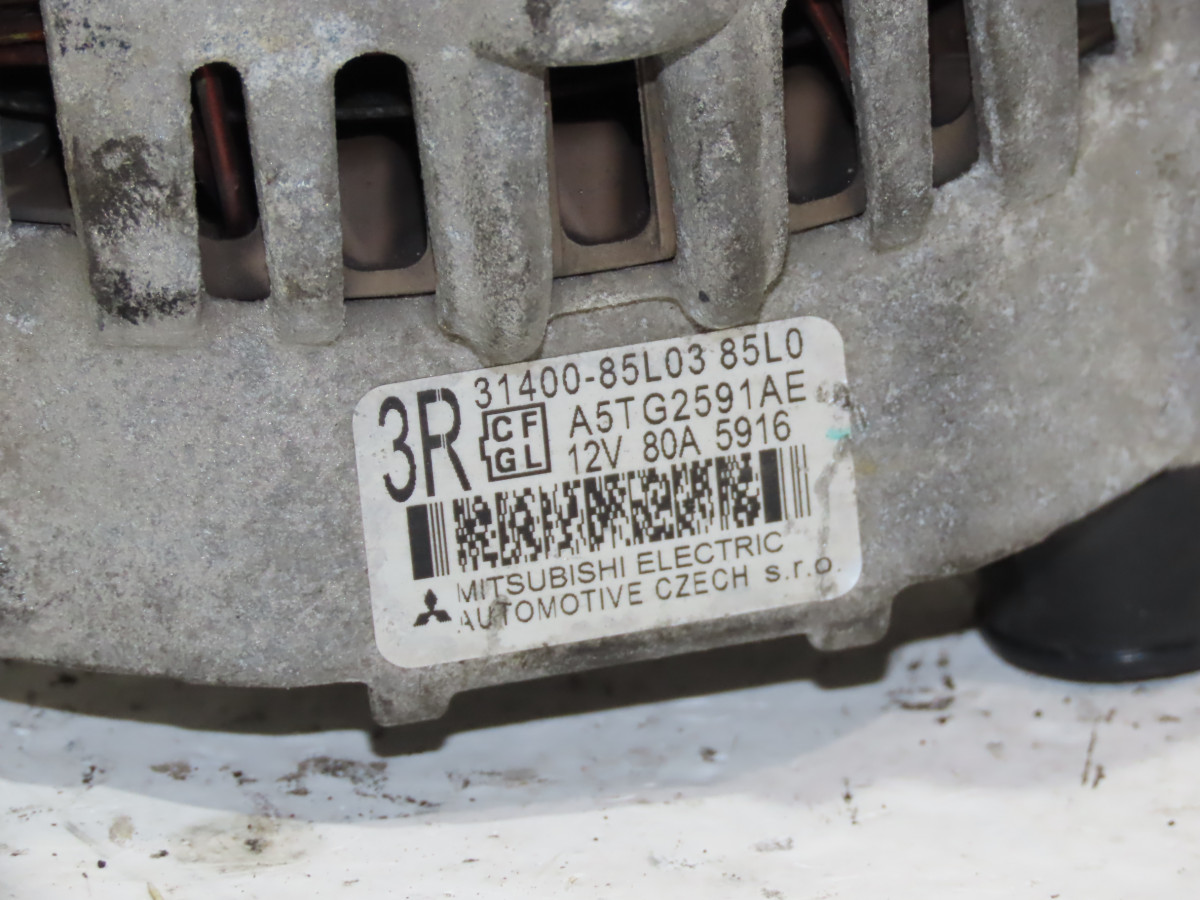 3R
31400-85L03 85L0
CF
GL
A5TG2591AE
12V 80A 5916
MITSUBISHI ELECTRIC
AUTOMOTIVE CZECH s.r.o.